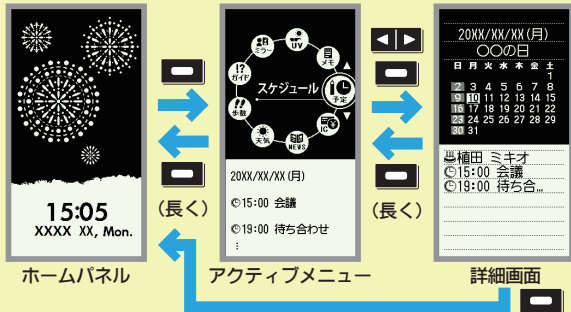 15:05
XXXX XX, Mon.
ホームパネル
(長く)
ミラー
UV
メモ
!?
ガイド
スケジュール
予定
!!
歩数
IC
天気
NEWS
20XX/XX/XX(月)
15:00 会議
19:00 待ち合わせ
⋮
アクティブメニュー
(長く)
20XX/XX/XX(月)
〇〇の日
日 月 火 水 木 金 土
1
2 3 4 5 6 7 8
9 10 11 12 13 14 15
16 17 18 19 20 21 22
23 24 25 26 27 28 29
30 31
植田 ミキオ
15:00 会議
19:00 待ち合…
詳細画面